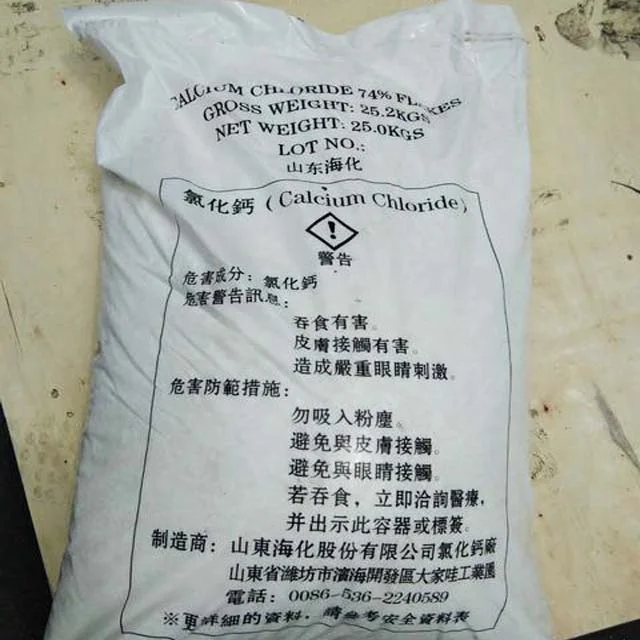 CALCIUM CHLORIDE 74% FLAKES
GROSS WEIGHT: 25.2KGS
NET WEIGHT: 25.0KGS
LOT NO.:
山东海化
氯化鈣 (Calcium Chloride)
!
警告
危害成分：氯化鈣
危害警告訊息：
吞食有害。
皮膚接觸有害。
造成嚴重眼睛刺激。
危害防範措施：
勿吸入粉塵。
避免與皮膚接觸。
避免與眼睛接觸。
若吞食，立即洽詢醫療，
并出示此容器或標簽。
制造商：山東海化股份有限公司氯化鈣廠
山東省濰坊市濱海開發區大家哇工業園
電話：0086-536-2240589
※更詳細的資料，請參考安全資料表